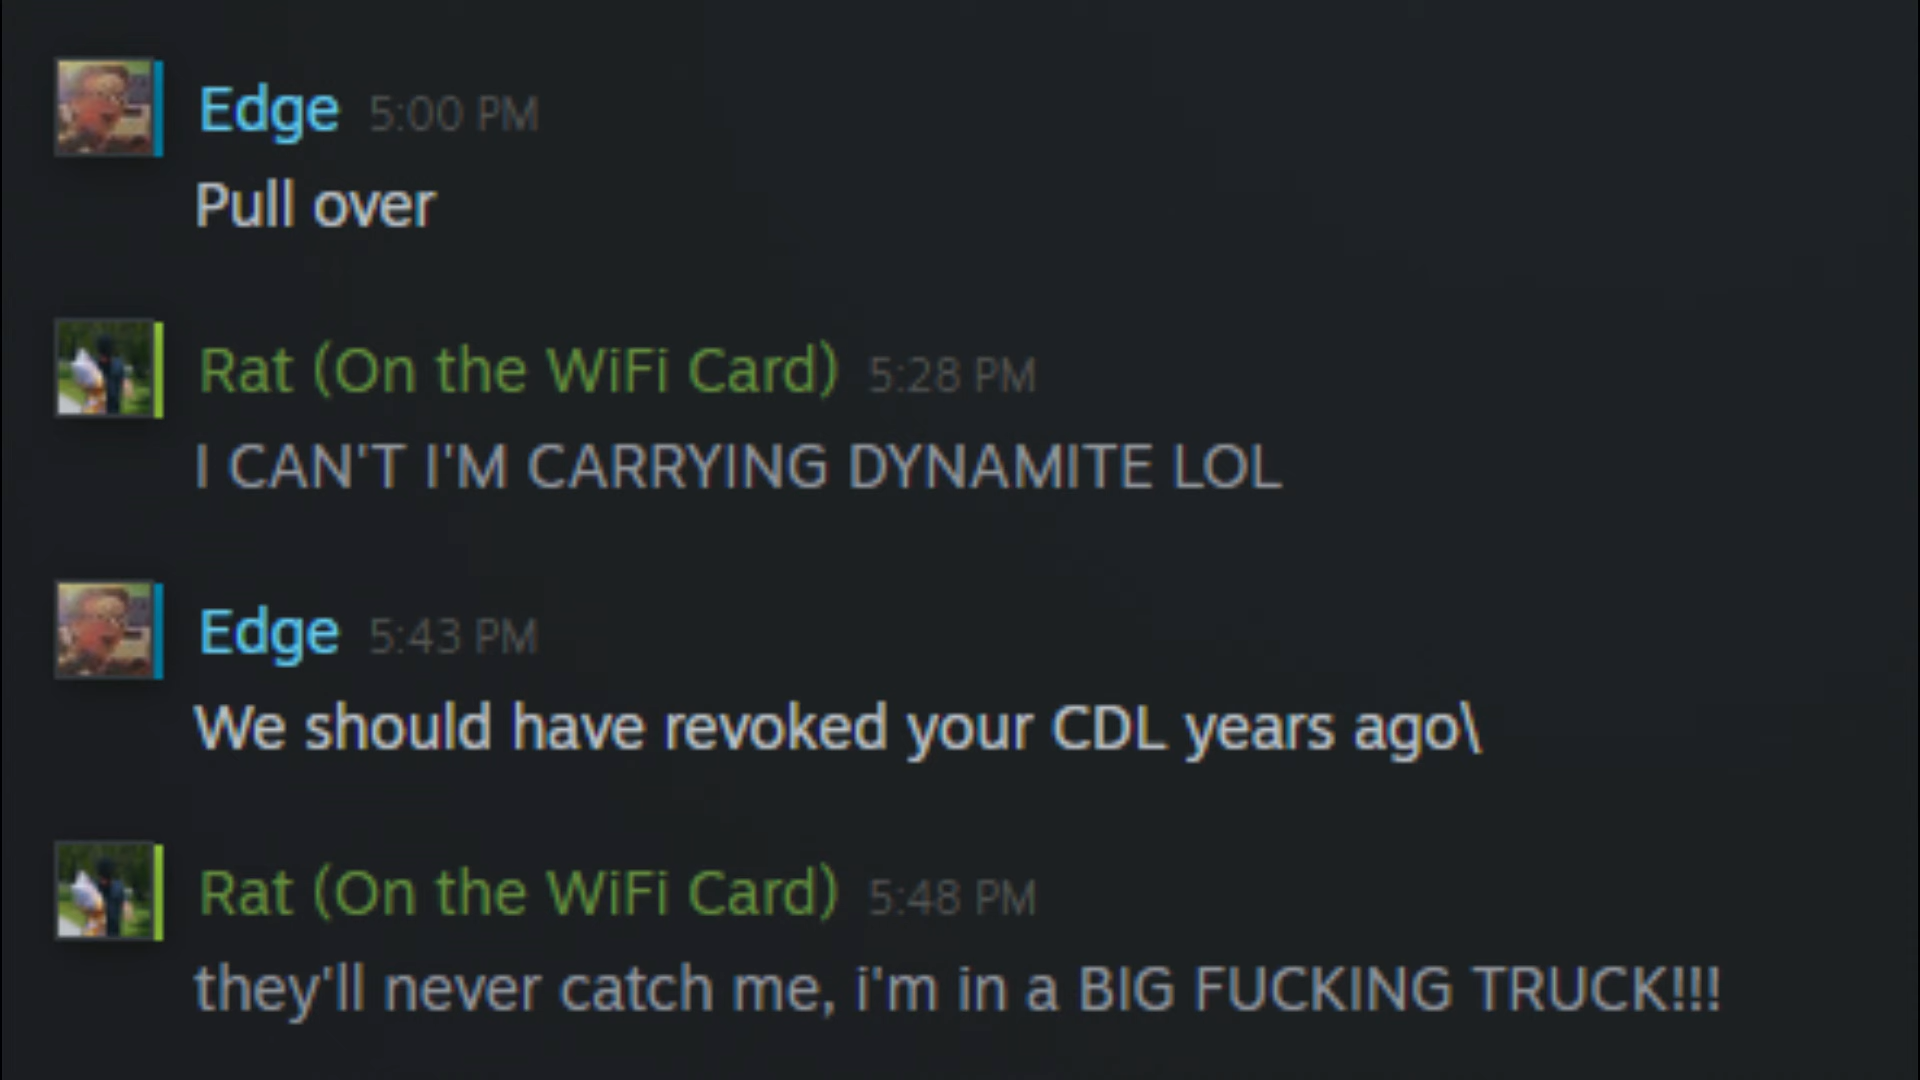 Edge 5:00 PM
Pull over
Rat (On the WiFi Card) 5:28 PM
I CAN'T I'M CARRYING DYNAMITE LOL
Edge 5:43 PM
We should have revoked your CDL years ago\
Rat (On the WiFi Card) 5:48 PM
they'll never catch me, i'm in a BIG FUCKING TRUCK!!!